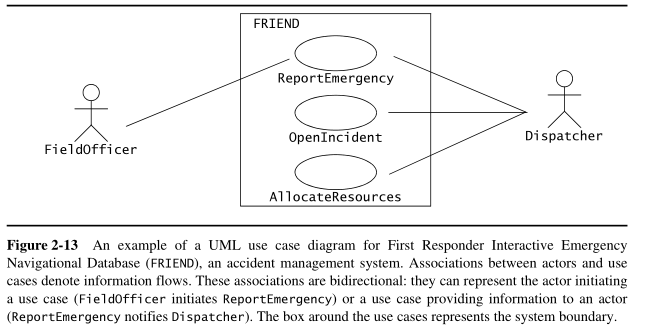 FRIEND
ReportEmergency
OpenIncident
AllocateResources
FieldOfficer
Dispatcher
Figure 2-13 An example of a UML use case diagram for First Responder Interactive Emergency
Navigational Database (FRIEND), an accident management system. Associations between actors and use
cases denote information flows. These associations are bidirectional: they can represent the actor initiating
a use case (FieldOfficer initiates ReportEmergency) or a use case providing information to an actor
(ReportEmergency notifies Dispatcher). The box around the use cases represents the system boundary.